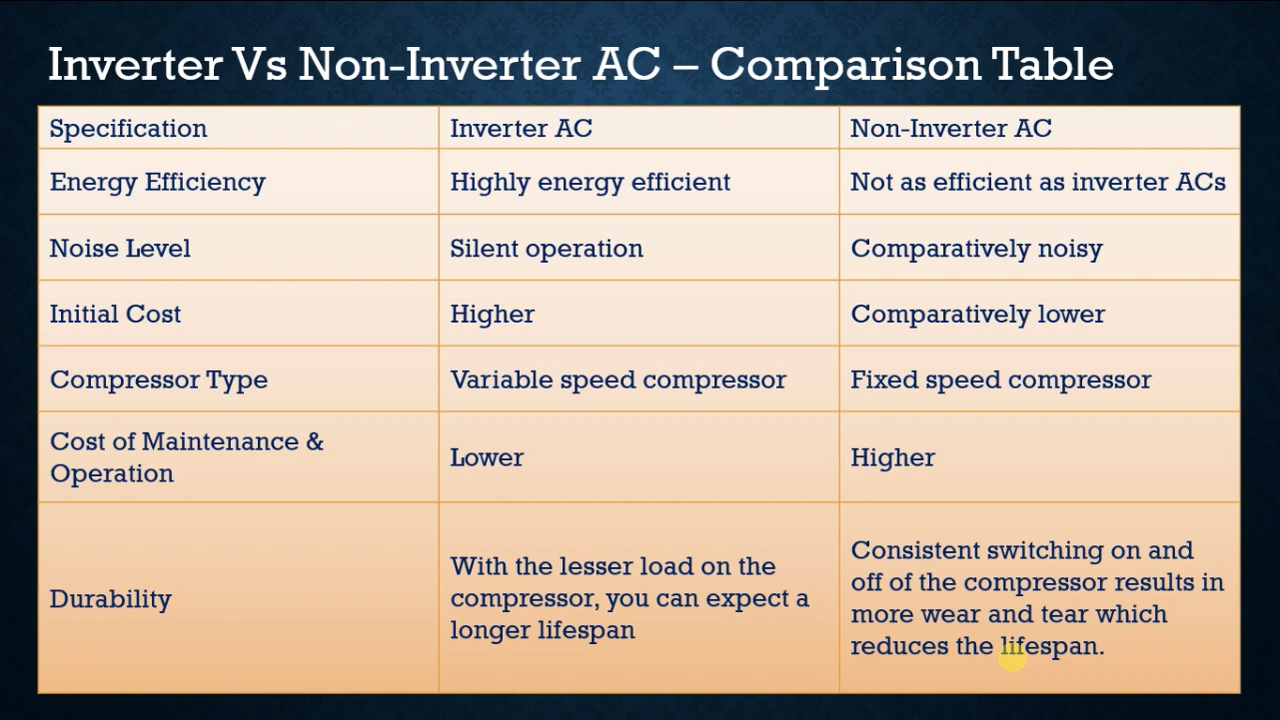 Inverter Vs Non-Inverter AC – Comparison Table
Specification
Inverter AC
Non-Inverter AC
Energy Efficiency
Highly energy efficient
Not as efficient as inverter ACs
Noise Level
Silent operation
Comparatively noisy
Initial Cost
Higher
Comparatively lower
Compressor Type
Variable speed compressor
Fixed speed compressor
Cost of Maintenance &
Operation
Lower
Higher
Durability
With the lesser load on the
compressor, you can expect a
longer lifespan
Consistent switching on and
off of the compressor results in
more wear and tear which
reduces the lifespan.